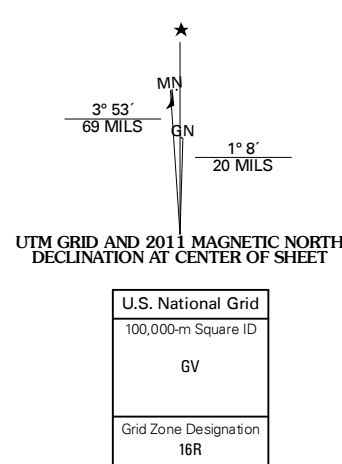 MN
3° 53´
69 MILS
GN
1° 8´
20 MILS
UTM GRID AND 2011 MAGNETIC NORTH
DECLINATION AT CENTER OF SHEET
U.S. National Grid
100,000-m Square ID
GV
Grid Zone Designation
16R